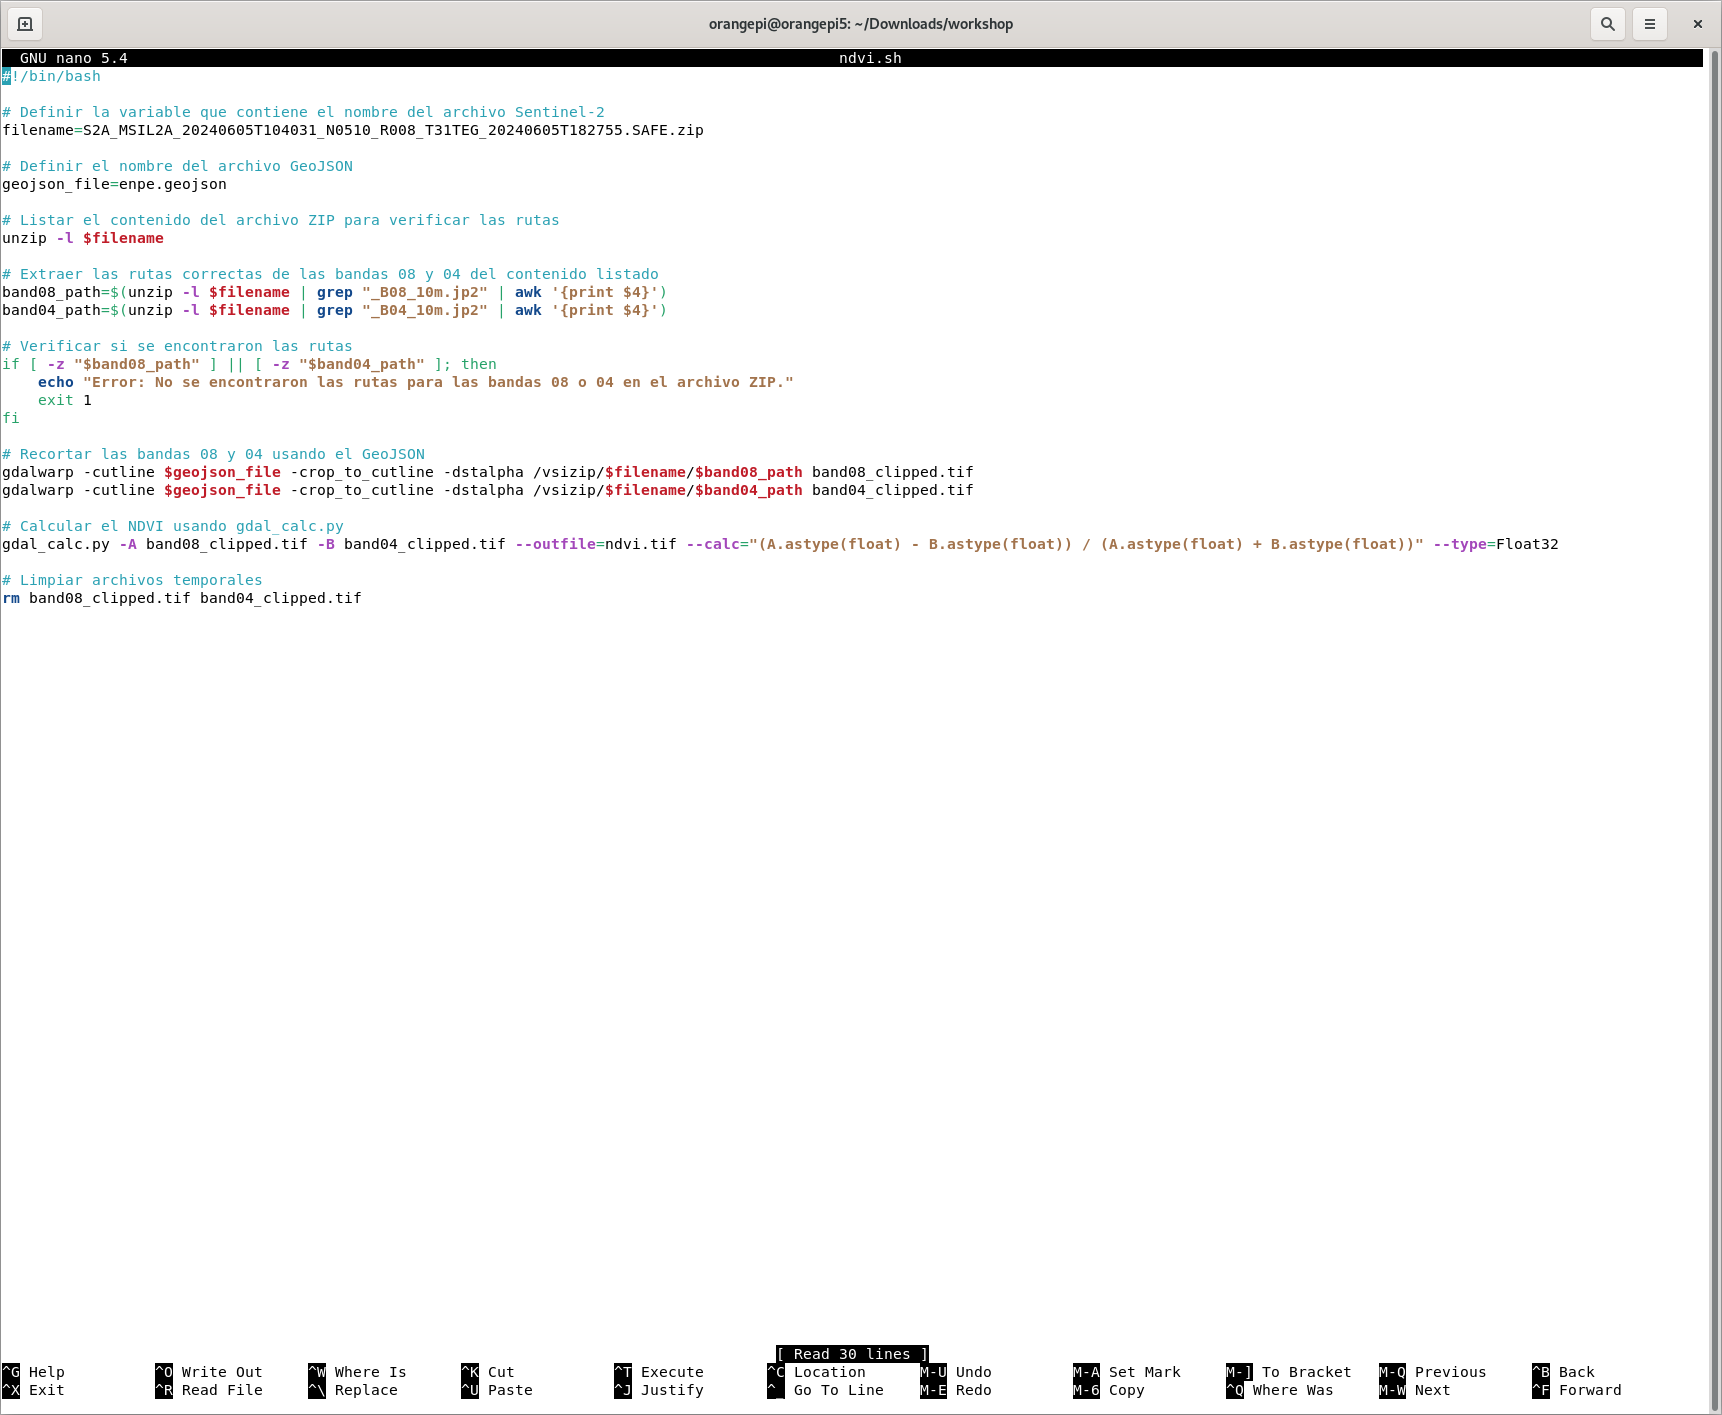 orangepi@orangepi5: ~/Downloads/workshop
GNU nano 5.4 ndvi.sh
#!/bin/bash
# Definir la variable que contiene el nombre del archivo Sentinel-2
filename=S2A_MSIL2A_20240605T104031_N0510_R008_T31TEG_20240605T182755.SAFE.zip
# Definir el nombre del archivo GeoJSON
geojson_file=enpe.geojson
# Listar el contenido del archivo ZIP para verificar las rutas
unzip -l $filename
# Extraer las rutas correctas de las bandas 08 y 04 del contenido listado
band08_path=$(unzip -l $filename | grep "_B08_10m.jp2" | awk '{print $4}')
band04_path=$(unzip -l $filename | grep "_B04_10m.jp2" | awk '{print $4}')
# Verificar si se encontraron las rutas
if [ -z "$band08_path" ] || [ -z "$band04_path" ]; then
    echo "Error: No se encontraron las rutas para las bandas 08 o 04 en el archivo ZIP."
    exit 1
fi
# Recortar las bandas 08 y 04 usando el GeoJSON
gdalwarp -cutline $geojson_file -crop_to_cutline -dstalpha /vsizip/$filename/$band08_path band08_clipped.tif
gdalwarp -cutline $geojson_file -crop_to_cutline -dstalpha /vsizip/$filename/$band04_path band04_clipped.tif
# Calcular el NDVI usando gdal_calc.py
gdal_calc.py -A band08_clipped.tif -B band04_clipped.tif --outfile=ndvi.tif --calc="(A.astype(float) - B.astype(float)) / (A.astype(float) + B.astype(float))" --type=Float32
# Limpiar archivos temporales
rm band08_clipped.tif band04_clipped.tif
[ Read 30 lines ]
^G Help ^O Write Out ^W Where Is ^K Cut ^T Execute ^C Location M-U Undo M-A Set Mark M-] To Bracket M-Q Previous ^B Back
^X Exit ^R Read File ^\ Replace ^U Paste ^J Justify ^_ Go To Line M-E Redo M-6 Copy ^Q Where Was M-W Next ^F Forward